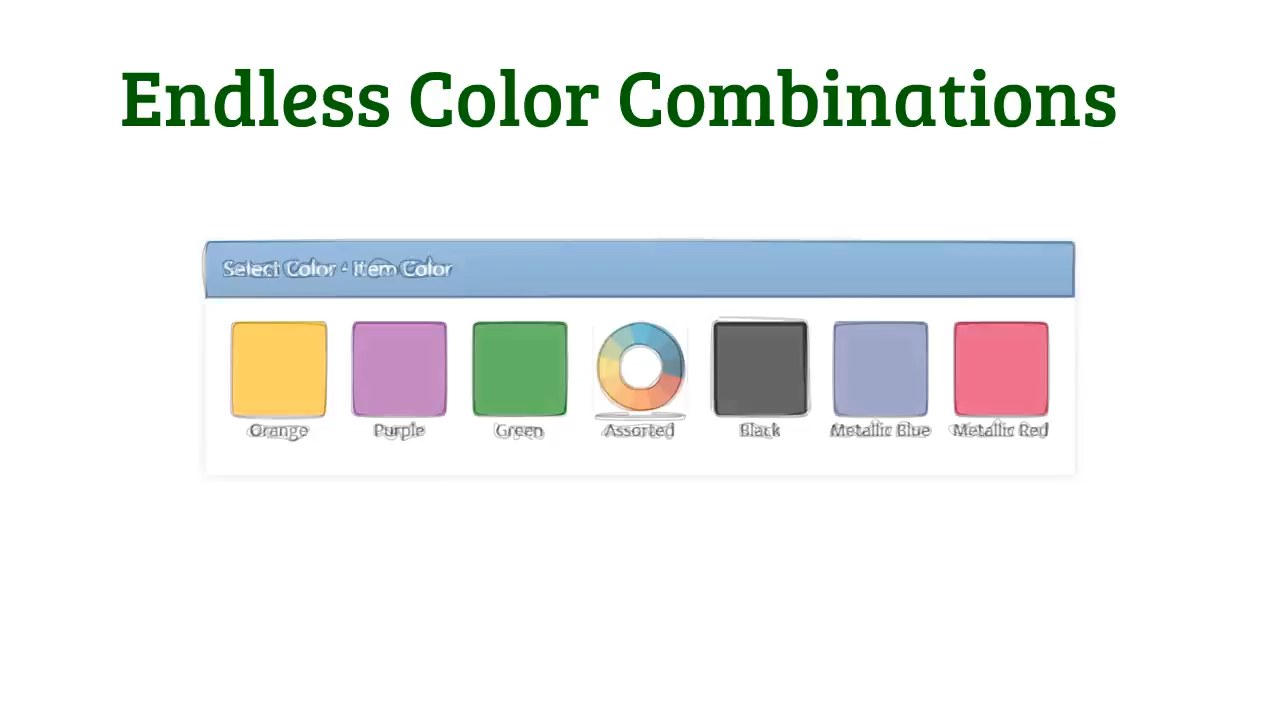 Endless Color Combinations
Select Color - Item Color
Orange Purple Green Assorted Black Metallic Blue Metallic Red